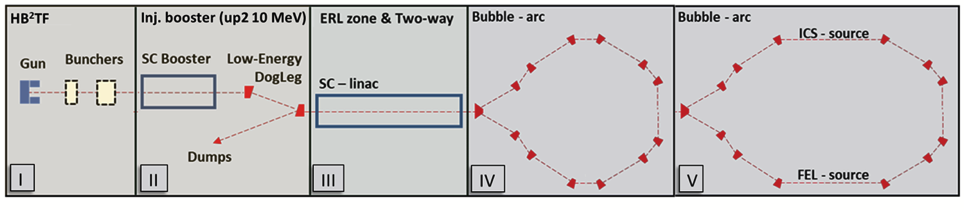 HB²TF
Gun
Bunchers
I
Inj. booster (up2 10 MeV)
SC Booster
Low-Energy
DogLeg
Dumps
II
ERL zone & Two-way
SC – linac
III
Bubble - arc
IV
Bubble - arc
ICS - source
FEL - source
V